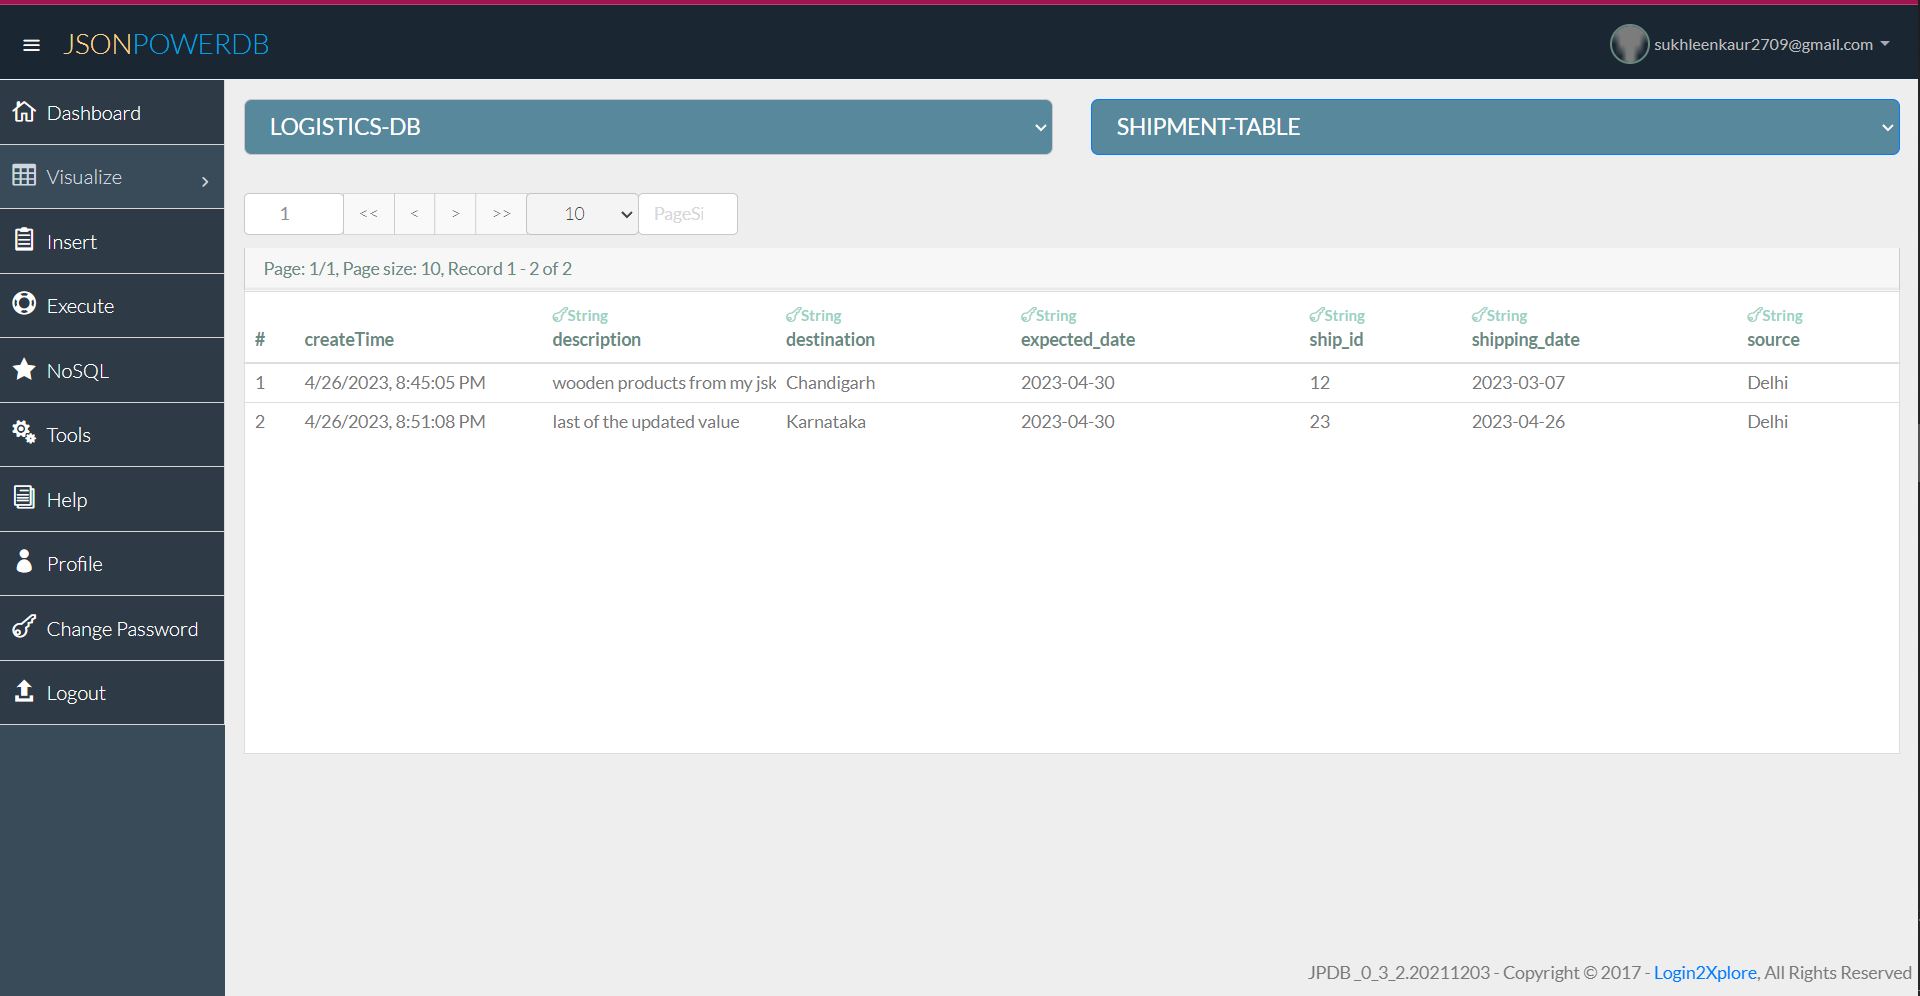 JSONPOWERDB
sukhleenkaur2709@gmail.com
Dashboard
Visualize
Insert
Execute
NoSQL
Tools
Help
Profile
Change Password
Logout
LOGISTICS-DB
SHIPMENT-TABLE
1 << < > >> 10 PageSi
Page: 1/1, Page size: 10, Record 1 - 2 of 2
String String String String String String
# createTime description destination expected_date ship_id shipping_date source
1 4/26/2023, 8:45:05 PM wooden products from my jsk Chandigarh 2023-04-30 12 2023-03-07 Delhi
2 4/26/2023, 8:51:08 PM last of the updated value Karnataka 2023-04-30 23 2023-04-26 Delhi
JPDB_0_3_2.20211203 - Copyright © 2017 - Login2Xplore, All Rights Reserved